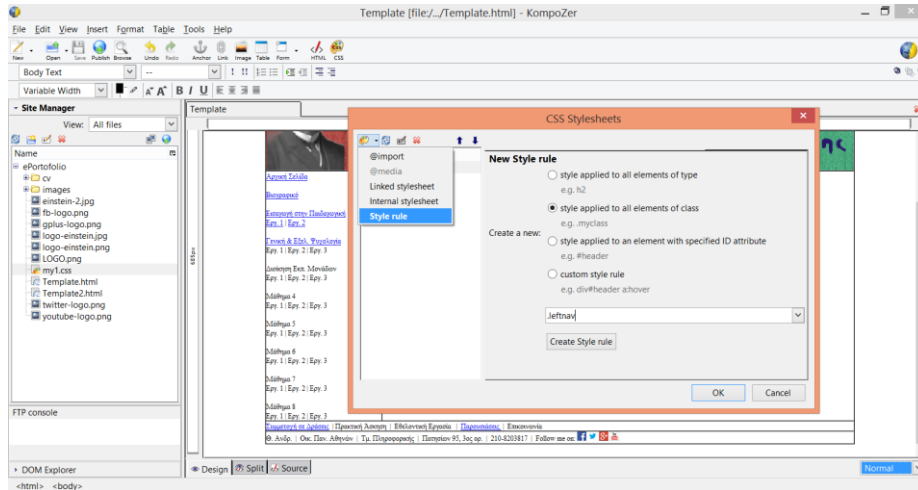 Template [file:/.../Template.html] - KompoZer
File Edit View Insert Format Table Tools Help
New Open Save Publish Browse Undo Redo Anchor Link Image Table Form HTML CSS
Body Text --
Variable Width B I U
Site Manager
View: All files
Name
ePortofolio
cv
images
einstein-2.jpg
fb-logo.png
gplus-logo.png
logo-einstein.jpg
logo-einstein.png
LOGO.png
my1.css
Template.html
Template2.html
twitter-logo.png
youtube-logo.png
FTP console
DOM Explorer
<html> <body>
Template
685px
Αρχική Σελίδα
Βιογραφικό
Εισαγωγή στην Παιδαγωγική
Εργ. 1 | Εργ. 2
Γενική & Εξελ. Ψυχολογία
Εργ. 1 | Εργ. 2 | Εργ. 3
Διοίκηση Εκπ. Μονάδων
Εργ. 1 | Εργ. 2 | Εργ. 3
Μάθημα 4
Εργ. 1 | Εργ. 2 | Εργ. 3
Μάθημα 5
Εργ. 1 | Εργ. 2 | Εργ. 3
Μάθημα 6
Εργ. 1 | Εργ. 2 | Εργ. 3
Μάθημα 7
Εργ. 1 | Εργ. 2 | Εργ. 3
Μάθημα 8
Εργ. 1 | Εργ. 2 | Εργ. 3
Συμμετοχή σε Δράσεις | Πρακτική Άσκηση | Εθελοντική Εργασία | Παρουσιάσεις | Επικοινωνία
Θ. Ανδρ. | Οικ. Παν. Αθηνών | Τμ. Πληροφορικής | Πατησίων 95, 3ος ορ. | 210-8203817 | Follow me on:
ης
CSS Stylesheets
@import
@media
Linked stylesheet
Internal stylesheet
Style rule
New Style rule
Create a new:
style applied to all elements of type
e.g. h2
style applied to all elements of class
e.g. .myclass
style applied to an element with specified ID attribute
e.g. #header
custom style rule
e.g. div#header a:hover
.leftnav
Create Style rule
OK Cancel
Design Split Source
Normal